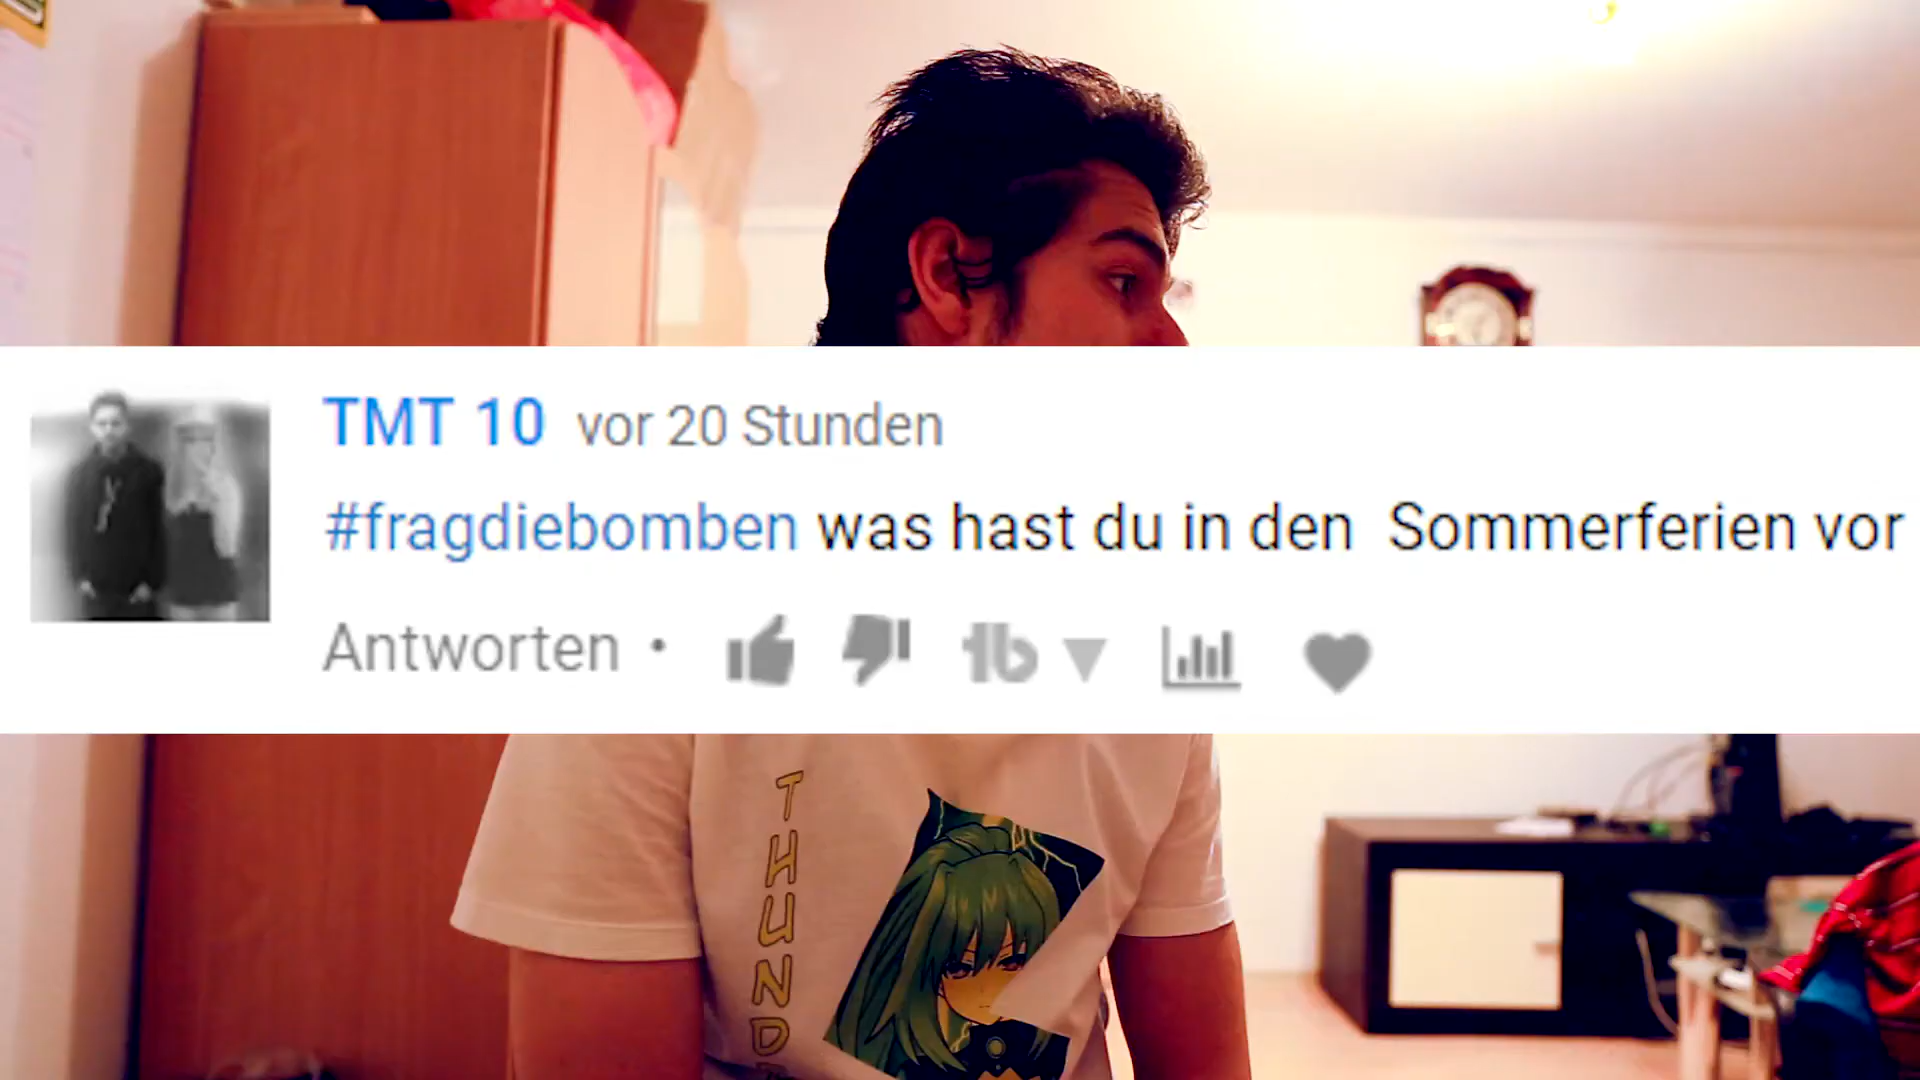 TMT 10 vor 20 Stunden
#fragdiebomben was hast du in den Sommerferien vor
Antworten •
THUND